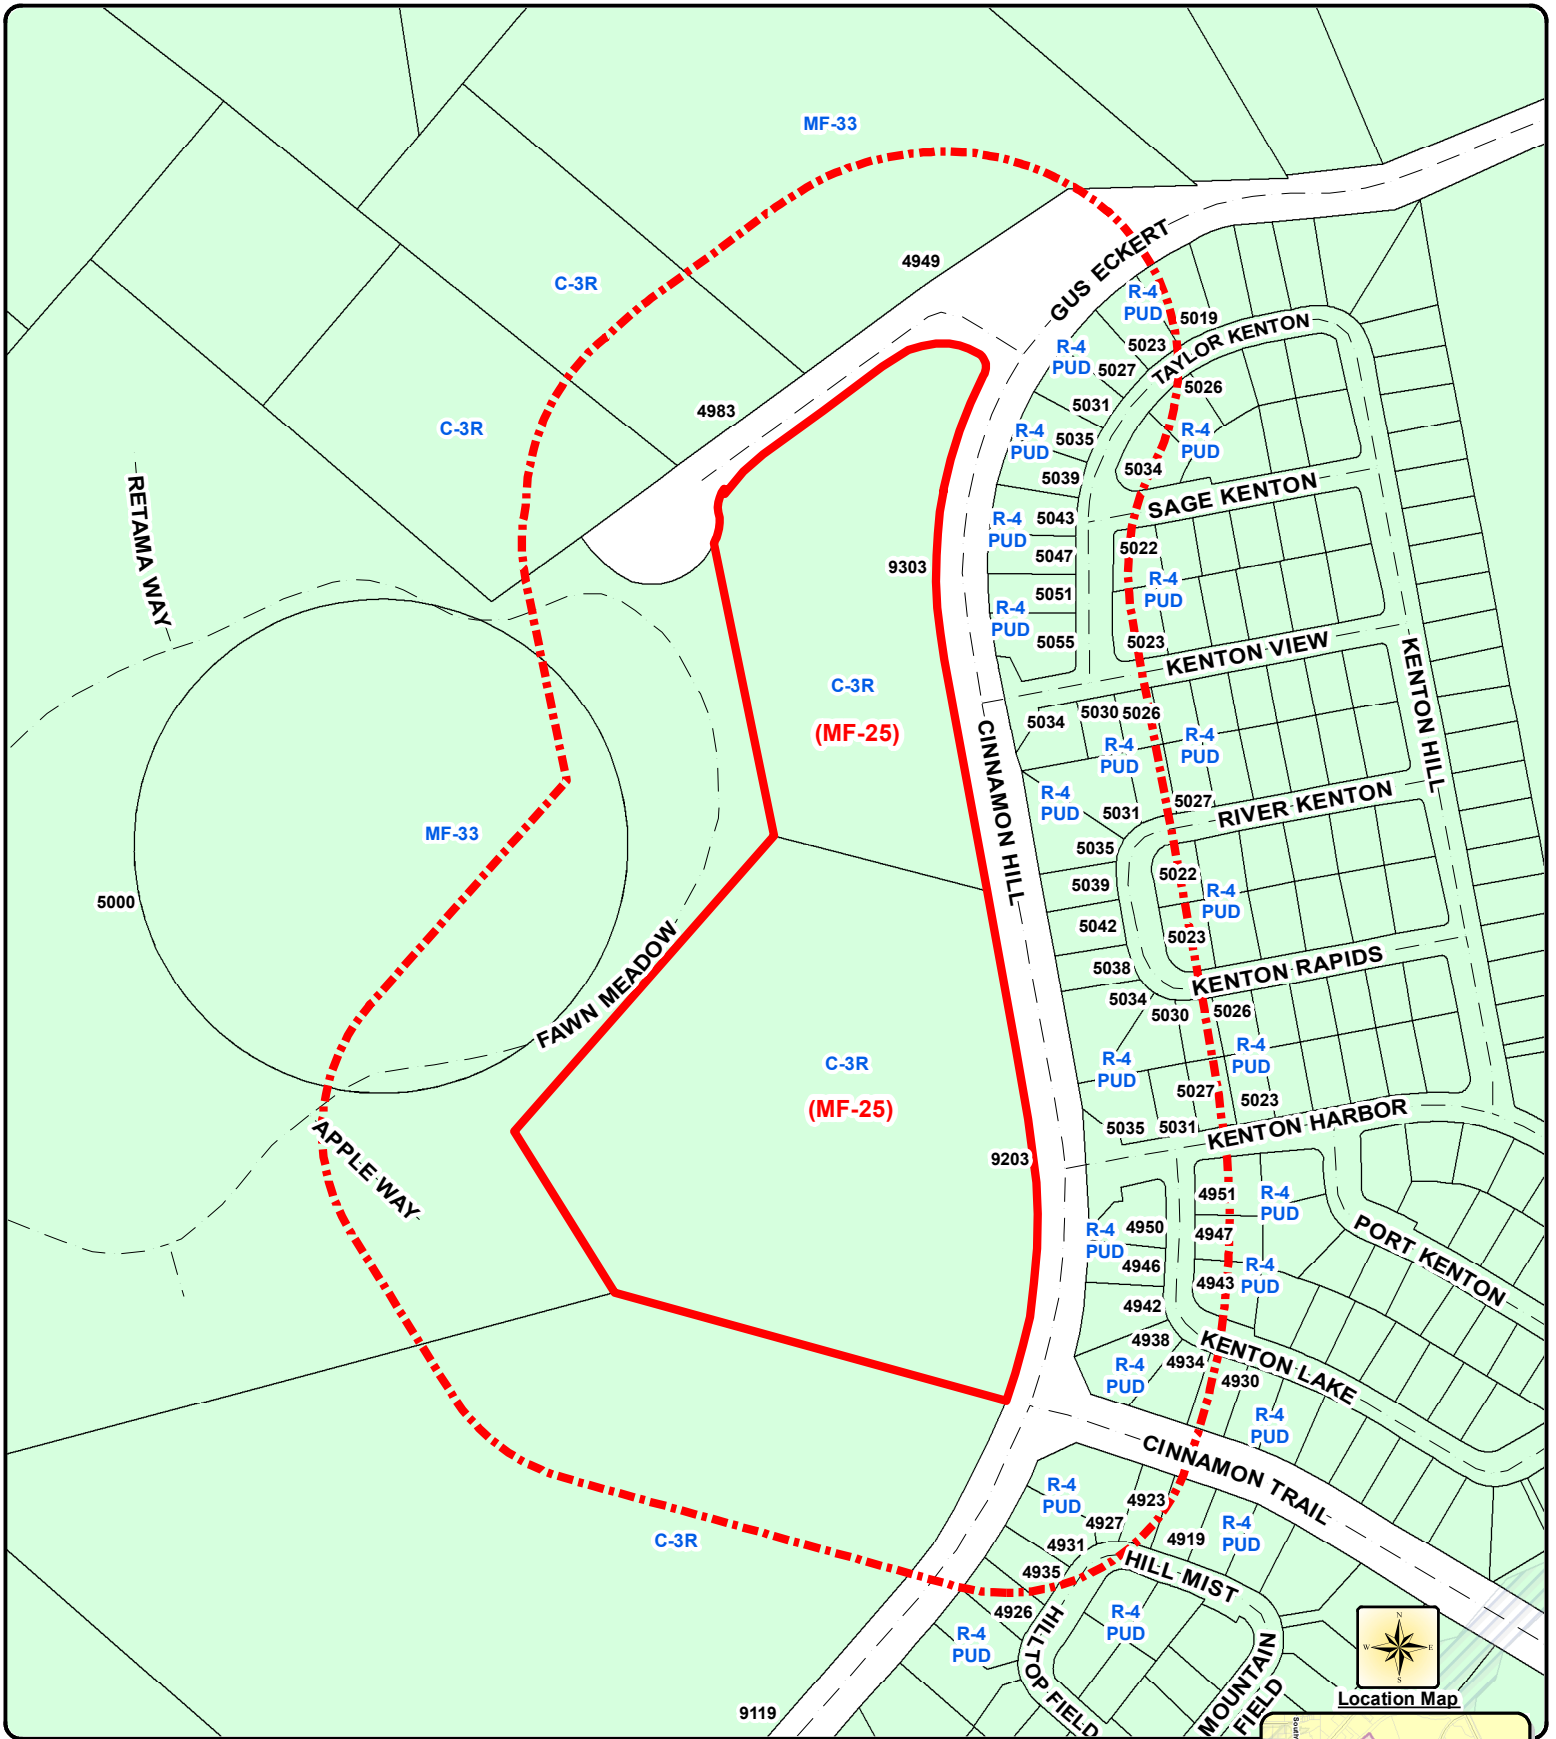 MF-33
4949
GUS ECKERT
C-3R
R-4
PUD
5019
TAYLOR KENTON
5023
R-4
PUD
5027
5026
4983
5031
C-3R
R-4
PUD
5035
R-4
PUD
5034
5039
SAGE KENTON
RETAMA WAY
R-4
PUD
5043
5047
5022
9303
5051
R-4
PUD
R-4
PUD
5055
5023
KENTON VIEW
KENTON HILL
C-3R
(MF-25)
5034
5030
5026
CINNAMON HILL
R-4
PUD
R-4
PUD
R-4
PUD
5031
5027
RIVER KENTON
MF-33
5035
5022
5000
5039
R-4
PUD
5042
5023
FAWN MEADOW
5038
KENTON RAPIDS
5034
5030
5026
C-3R
(MF-25)
R-4
PUD
R-4
PUD
5027
5023
5035
5031
KENTON HARBOR
APPLE WAY
9203
4951
R-4
PUD
R-4
PUD
4950
4947
PORT KENTON
4946
4943
R-4
PUD
4942
4938
KENTON LAKE
R-4
PUD
4934
4930
R-4
PUD
CINNAMON TRAIL
R-4
PUD
4923
4927
4919
R-4
PUD
C-3R
4931
4935
HILL MIST
4926
R-4
PUD
R-4
PUD
HILLTOP FIELD
MOUNTAIN
FIELD
N
W
E
S
Location Map
9119